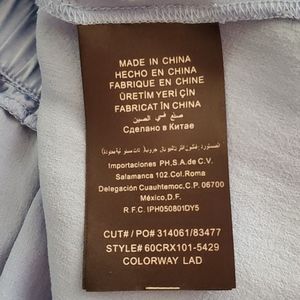 MADE IN CHINA
HECHO EN CHINA
FABRIQUE EN CHINE
ÜRETİM YERİ ÇİN
FABRICAT ÎN CHINA
صنع في الصين
Сделано в Китае
Importaciones PH,S.A.de C.V.
Salamanca 102.Col.Roma
Delegación Cuauhtemoc,C.P. 06700
MÉXICO,D.F.
R F.C. IPH050801DY5
CUT# / PO# 314061/83477
STYLE# 60CRX101-5429
COLORWAY LAD